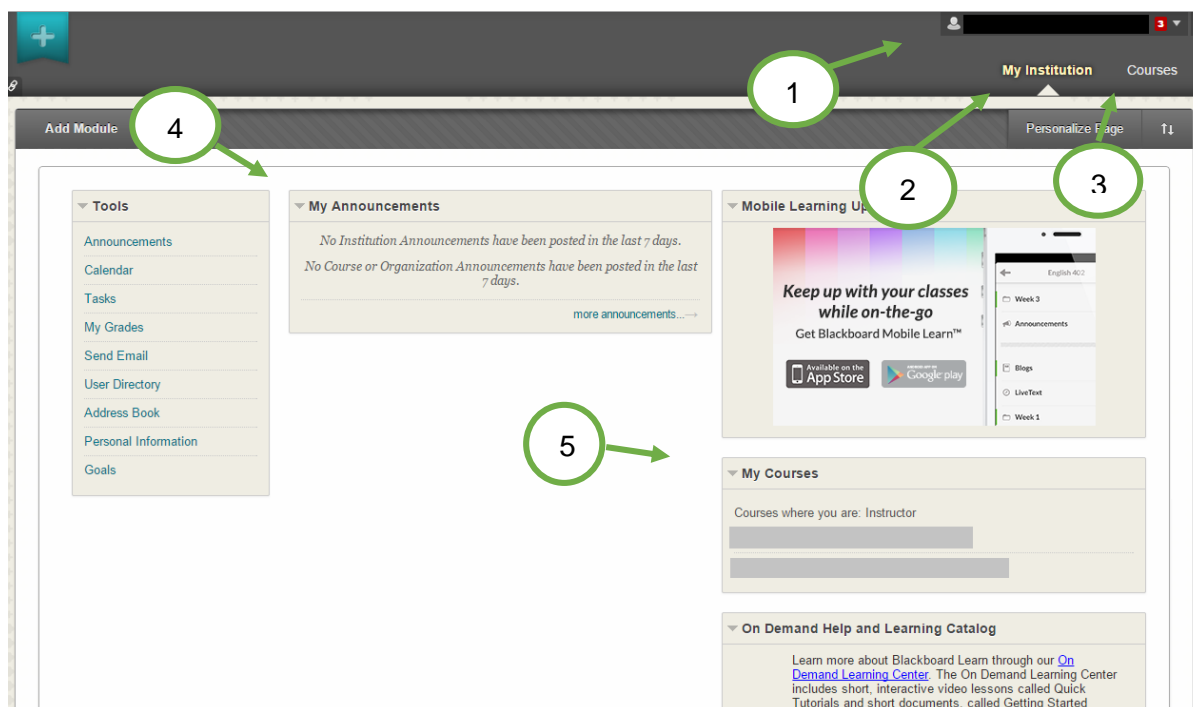 3
1
My Institution
Courses
2
3
4
Add Module
Personalize Page
Tools
Announcements
Calendar
Tasks
My Grades
Send Email
User Directory
Address Book
Personal Information
Goals
My Announcements
No Institution Announcements have been posted in the last 7 days.
No Course or Organization Announcements have been posted in the last
7 days.
more announcements...→
5
Mobile Learning
Keep up with your classes
while on-the-go
Get Blackboard Mobile Learn™
Available on the
App Store
ANDROID APP ON
Google play
English 402
Week 3
Announcements
Blogs
LiveText
Week 1
My Courses
Courses where you are: Instructor
On Demand Help and Learning Catalog
Learn more about Blackboard Learn through our On
Demand Learning Center. The On Demand Learning Center
includes short, interactive video lessons called Quick
Tutorials and short documents, called Getting Started